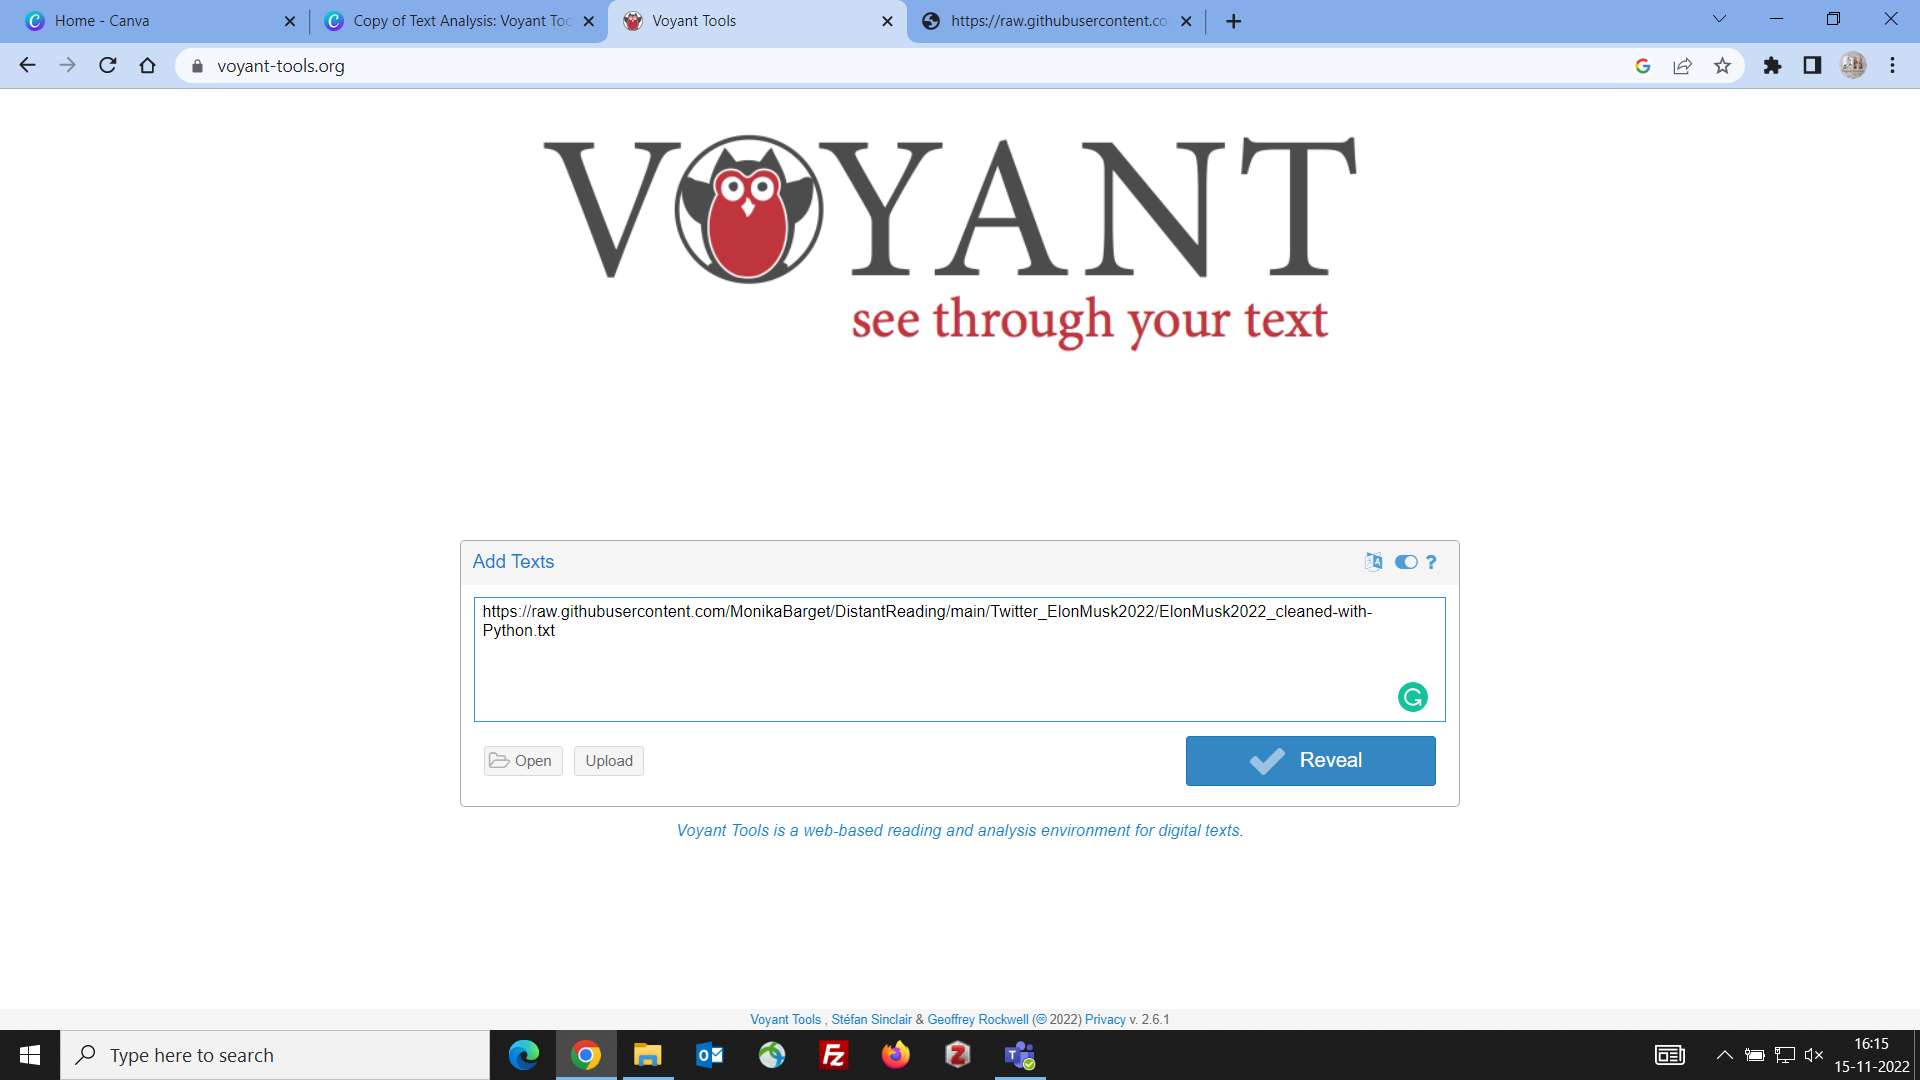 Home - Canva
Copy of Text Analysis: Voyant Too
Voyant Tools
https://raw.githubusercontent.co
voyant-tools.org
VOYANT
see through your text
Add Texts
?
https://raw.githubusercontent.com/MonikaBarget/DistantReading/main/Twitter_ElonMusk2022/ElonMusk2022_cleaned-with-
Python.txt
Open
Upload
Reveal
Voyant Tools is a web-based reading and analysis environment for digital texts.
Voyant Tools , Stéfan Sinclair & Geoffrey Rockwell (🅭 2022) Privacy v. 2.6.1
Type here to search
16:15
15-11-2022